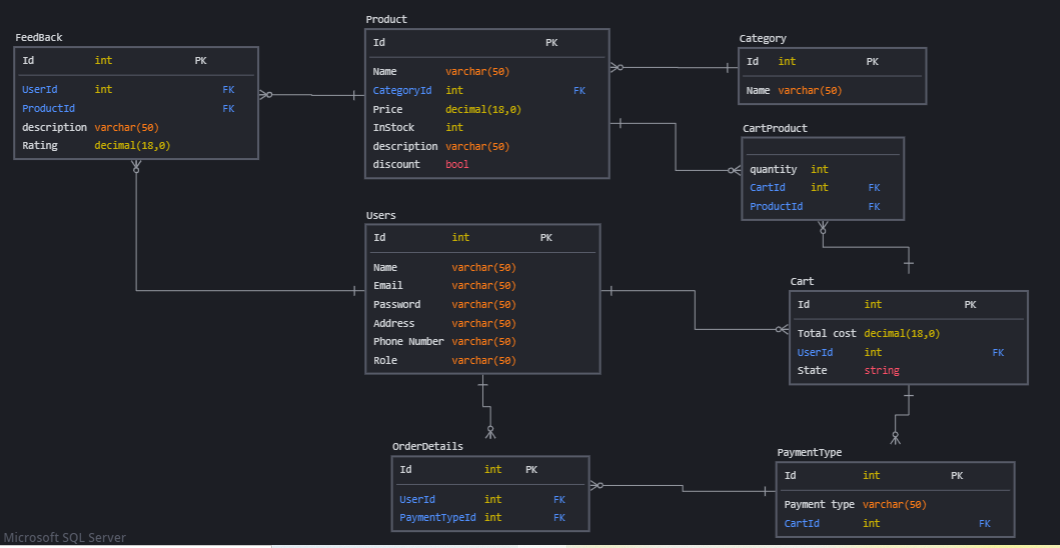 FeedBack
Id int PK
UserId int FK
ProductId FK
description varchar(50)
Rating decimal(18,0)
Product
Id PK
Name varchar(50)
CategoryId int FK
Price decimal(18,0)
InStock int
description varchar(50)
discount bool
Category
Id int PK
Name varchar(50)
CartProduct
quantity int
CartId int FK
ProductId FK
Users
Id int PK
Name varchar(50)
Email varchar(50)
Password varchar(50)
Address varchar(50)
Phone Number varchar(50)
Role varchar(50)
Cart
Id int PK
Total cost decimal(18,0)
UserId int FK
State string
OrderDetails
Id int PK
UserId int FK
PaymentTypeId int FK
PaymentType
Id int PK
Payment type varchar(50)
CartId int FK
Microsoft SQL Server